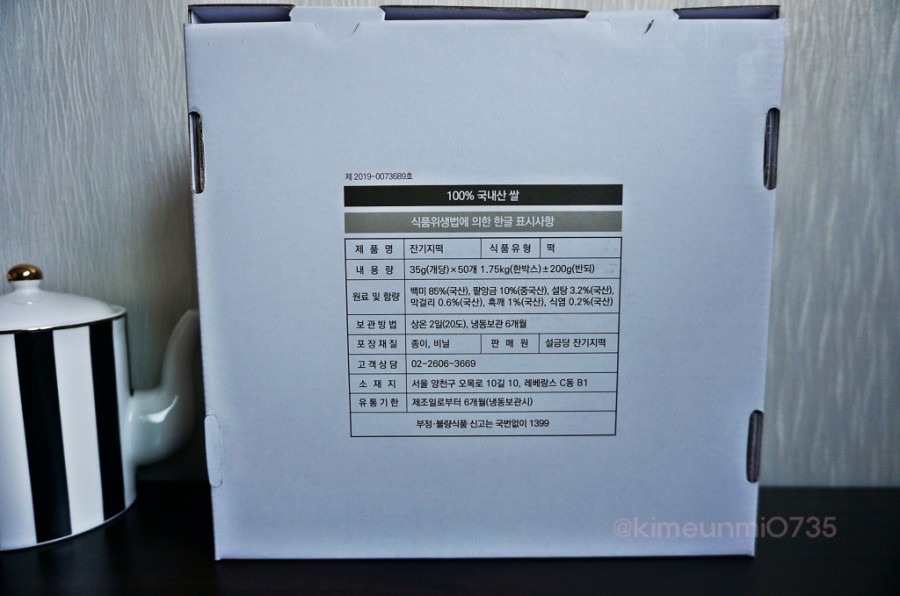 제 2019-0073689호
100% 국내산 쌀
식품위생법에 의한 한글 표시사항
제 품 명 잔기지떡 식 품 유 형 떡
내 용 량 35g(개당)×50개 1.75kg(한박스)±200g(반되)
원료 및 함량 백미 85%(국산), 팥앙금 10%(중국산), 설탕 3.2%(국산),
막걸리 0.6%(국산), 흑깨 1%(국산), 식염 0.2%(국산)
보 관 방 법 상온 2일(20도), 냉동보관 6개월
포 장 재 질 종이, 비닐 판 매 원 설금당 잔기지떡
고 객 상 담 02-2606-3669
소 재 지 서울 양천구 오목로 10길 10, 레베랑스 C동 B1
유 통 기 한 제조일로부터 6개월(냉동보관시)
부정·불량식품 신고는 국번없이 1399
@kimeunmi0735